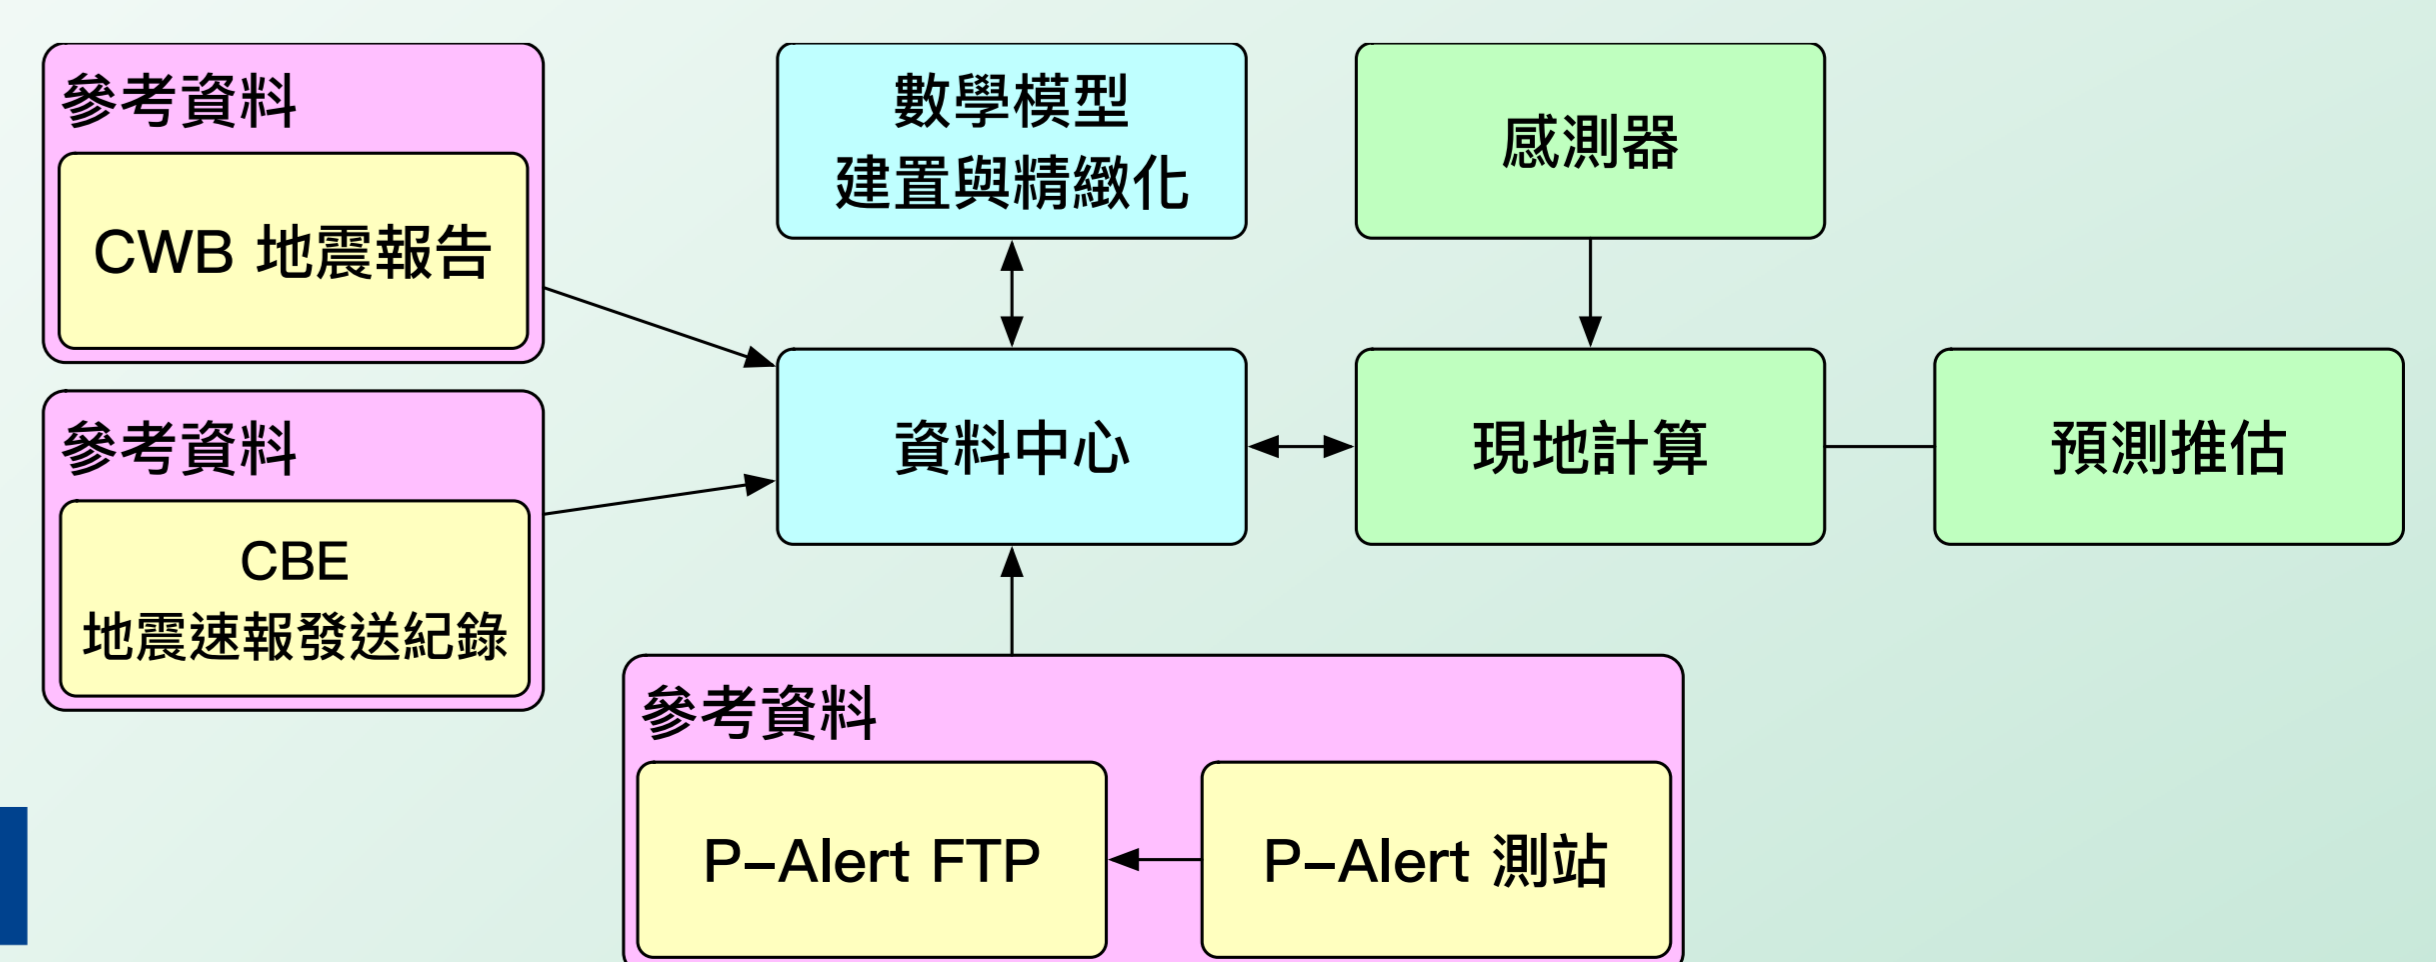 參考資料
CWB 地震報告
參考資料
CBE
地震速報發送紀錄
數學模型
建置與精緻化
感測器
資料中心
現地計算
預測推估
參考資料
P-Alert FTP
P-Alert 測站